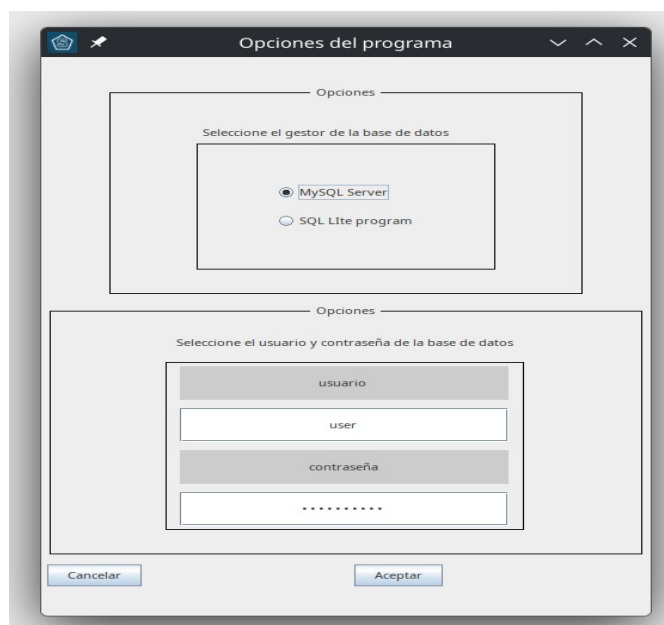 Opciones del programa
Opciones
Seleccione el gestor de la base de datos
MySQL Server
SQL LIte program
Opciones
Seleccione el usuario y contraseña de la base de datos
usuario
user
contraseña
••••••••••
Cancelar
Aceptar